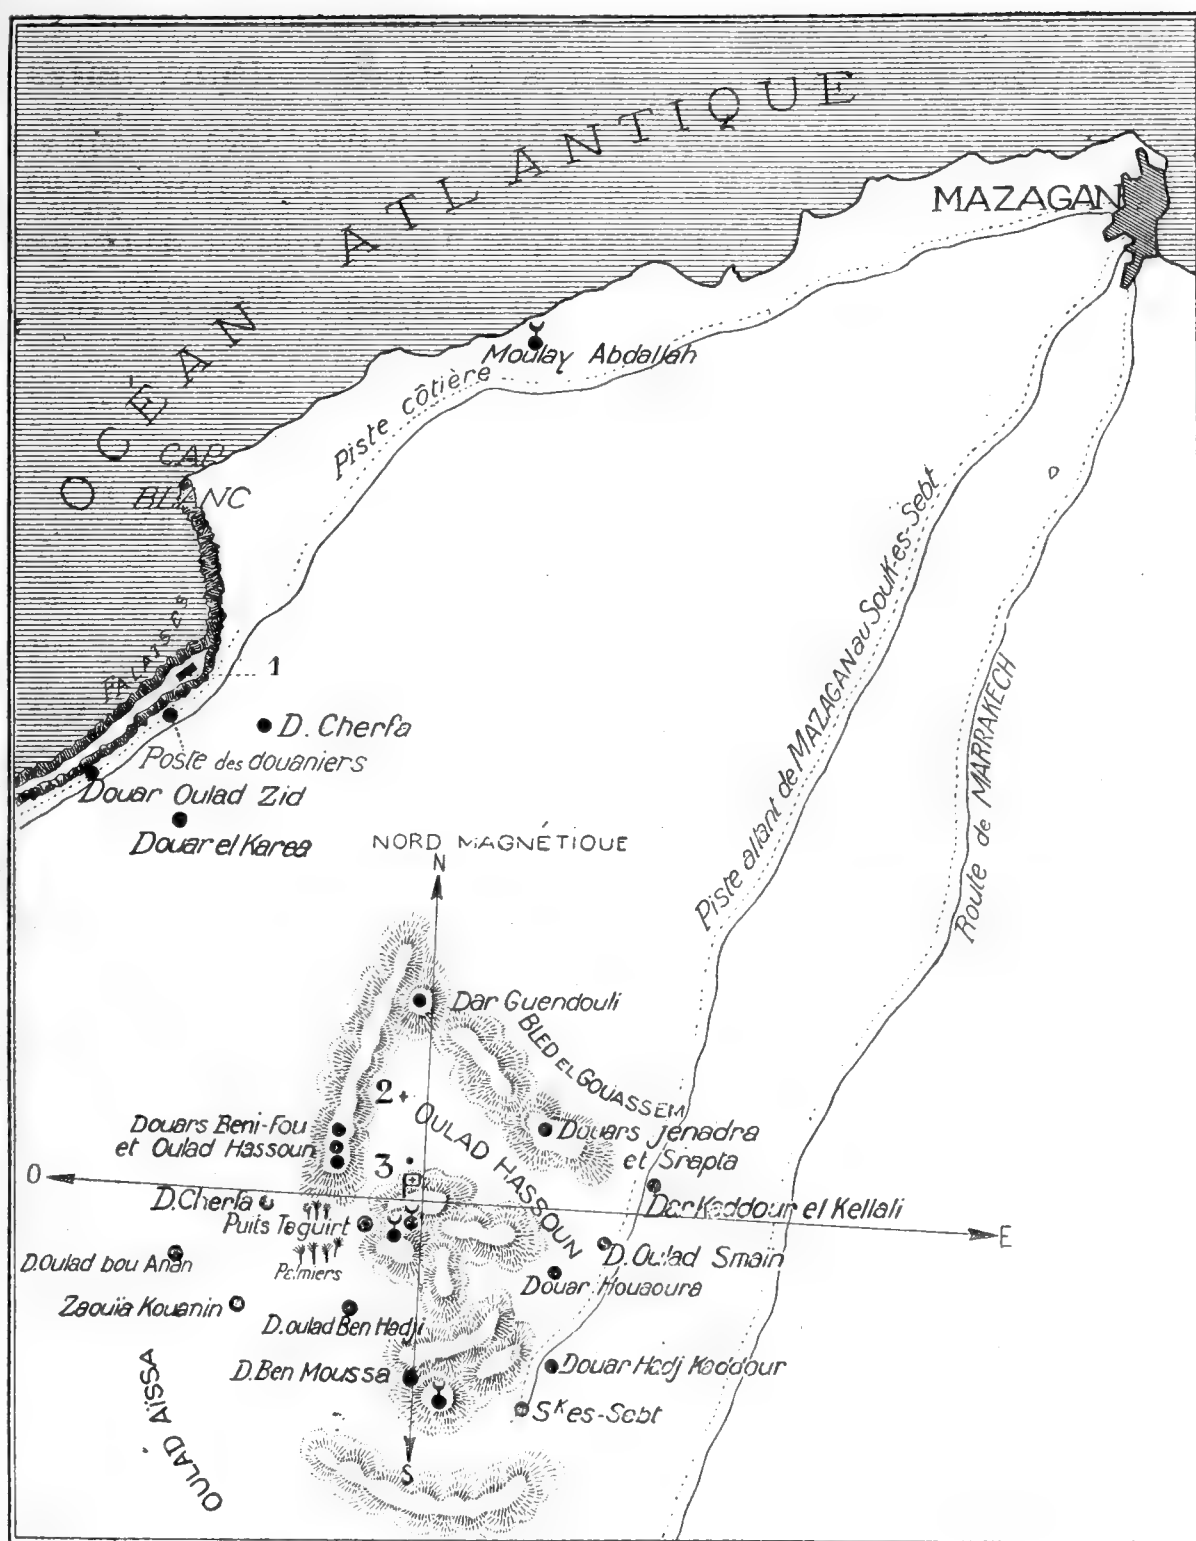 OCÉAN ATLANTIQUE
MAZAGAN
Moulay Abdallah
Piste côtière
CAP
BLANC
FALAISES
1
D. Cherfa
Poste des douaniers
Douar Oulad Zid
Douar el Karea
Piste allant de MAZAGAN au Souk-es-Sebt
Route de MARRAKECH
NORD MAGNÉTIQUE
N
Dar Guendouli
BLED EL GOUASSEM
2
OULAD HASSOUN
Douars Beni-Fou
et Oulad Hassoun
Douars Jenadra
et Srapta
3
O
D. Cherfa
Dar Kaddour el Kellali
Puits Taguirt
E
D. Oulad Smain
D. Oulad bou Anan
Palmiers
Douar Houaoura
Zaouïa Kouanin
D. oulad Ben Hadji
D. Ben Moussa
Douar Hadj Kaddour
OULAD AÏSSA
Sk es-Sebt
S